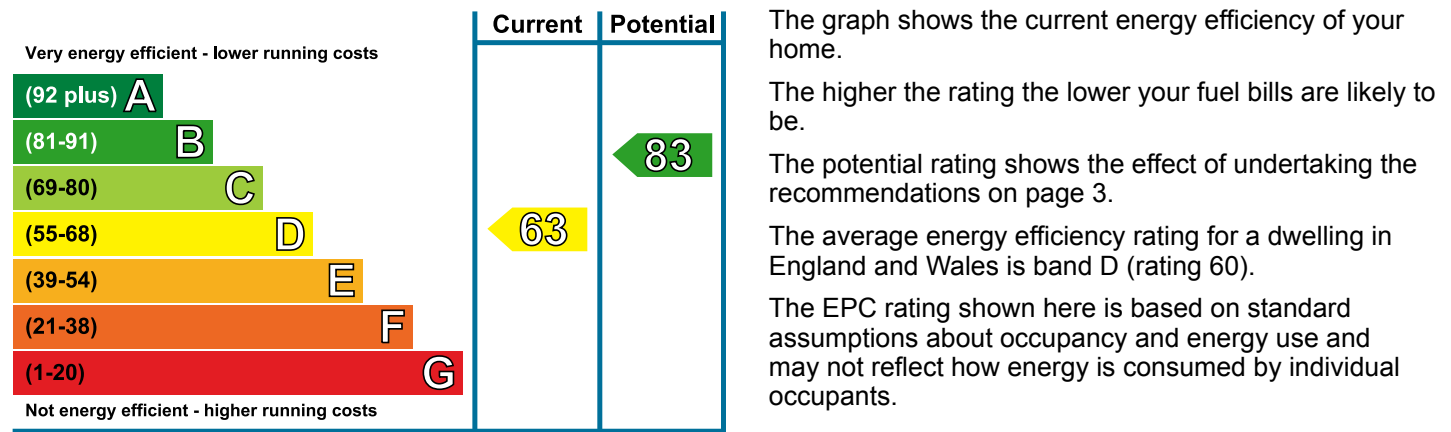 Current Potential
Very energy efficient - lower running costs
(92 plus) A
(81-91) B
83
(69-80) C
(55-68) D
63
(39-54) E
(21-38) F
(1-20) G
Not energy efficient - higher running costs
The graph shows the current energy efficiency of your
home.
The higher the rating the lower your fuel bills are likely to
be.
The potential rating shows the effect of undertaking the
recommendations on page 3.
The average energy efficiency rating for a dwelling in
England and Wales is band D (rating 60).
The EPC rating shown here is based on standard
assumptions about occupancy and energy use and
may not reflect how energy is consumed by individual
occupants.